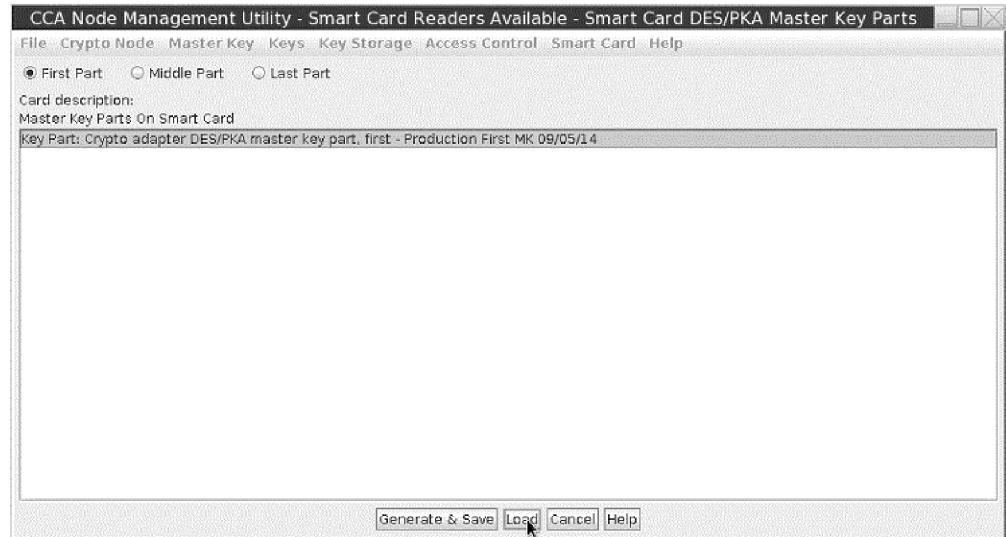 CCA Node Management Utility - Smart Card Readers Available - Smart Card DES/PKA Master Key Parts
File Crypto Node Master Key Keys Key Storage Access Control Smart Card Help
First Part Middle Part Last Part
Card description:
Master Key Parts On Smart Card
Key Part: Crypto adapter DES/PKA master key part, first - Production First MK 09/05/14
Generate & Save Load Cancel Help